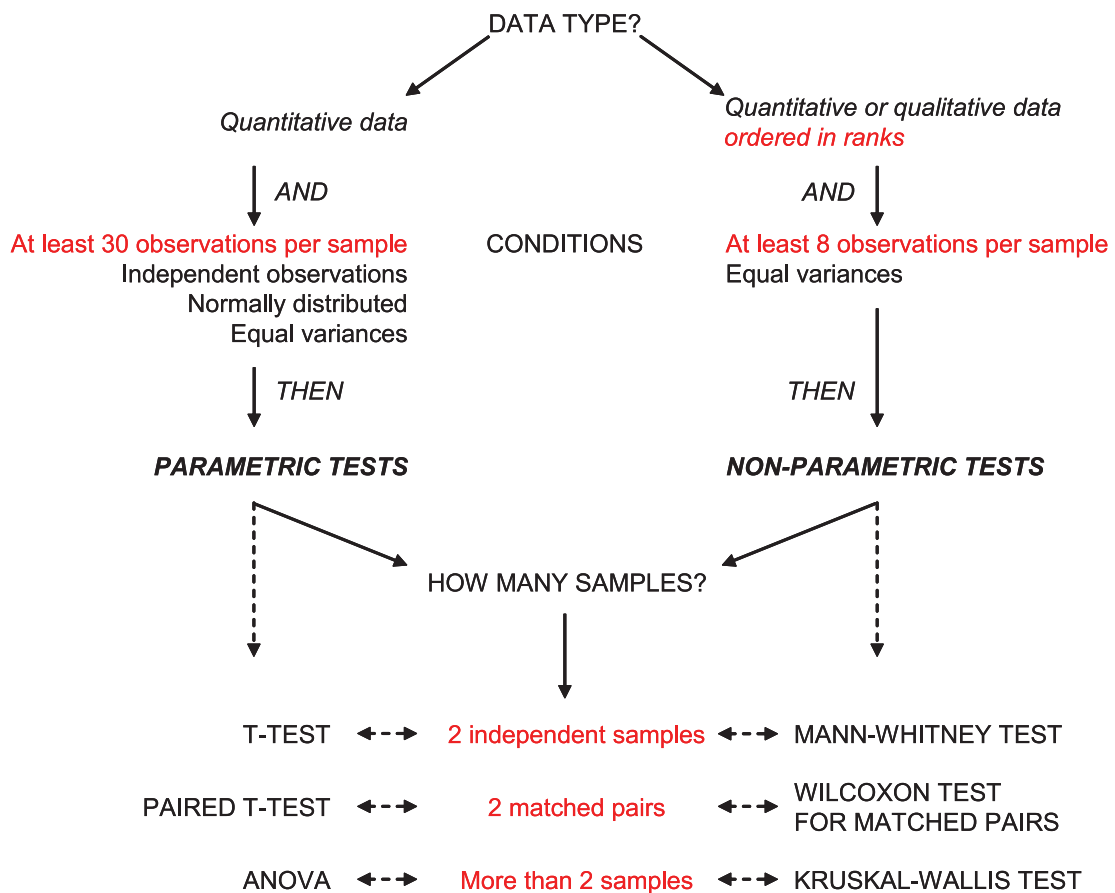 DATA TYPE?
Quantitative data
Quantitative or qualitative data
ordered in ranks
AND
AND
At least 30 observations per sample
Independent observations
Normally distributed
Equal variances
CONDITIONS
At least 8 observations per sample
Equal variances
THEN
THEN
PARAMETRIC TESTS
NON-PARAMETRIC TESTS
HOW MANY SAMPLES?
T-TEST
2 independent samples
MANN-WHITNEY TEST
PAIRED T-TEST
2 matched pairs
WILCOXON TEST
FOR MATCHED PAIRS
ANOVA
More than 2 samples
KRUSKAL-WALLIS TEST